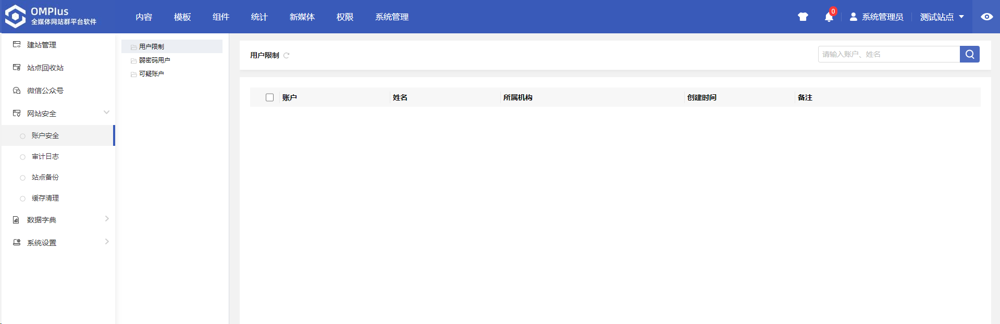 OMPlus
全媒体网站群平台软件
内容 模板 组件 统计 新媒体 权限 系统管理
0
系统管理员
测试站点
建站管理
站点回收站
微信公众号
网站安全
账户安全
审计日志
站点备份
缓存清理
数据字典
系统设置
用户限制
弱密码用户
可疑账户
用户限制
请输入账户、姓名
账户 姓名 所属机构 创建时间 备注